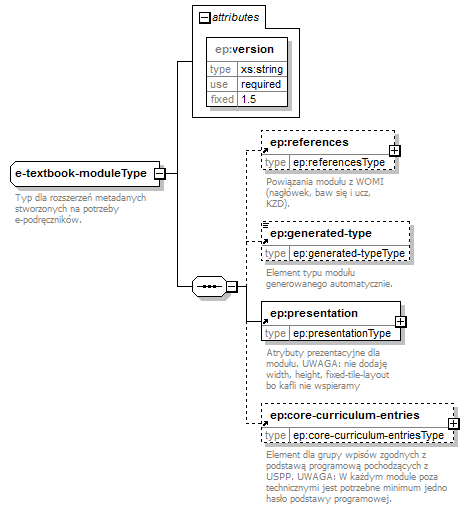 attributes
ep:version
type xs:string
use required
fixed 1.5
e-textbook-moduleType
Typ dla rozszerzeń metadanych
stworzonych na potrzeby
e-podręczników.
ep:references
type ep:referencesType
Powiązania modułu z WOMI
(nagłówek, baw się i ucz,
KZD).
ep:generated-type
type ep:generated-typeType
Element typu modułu
generowanego automatycznie.
ep:presentation
type ep:presentationType
Atrybuty prezentacyjne dla
modułu. UWAGA: nie dodaję
width, height, fixed-tile-layout
bo kafli nie wspieramy
ep:core-curriculum-entries
type ep:core-curriculum-entriesType
Element dla grupy wpisów zgodnych z
podstawą programową pochodzących z
USPP. UWAGA: W każdym module poza
technicznymi jest potrzebne minimum jedno
hasło podstawy programowej.